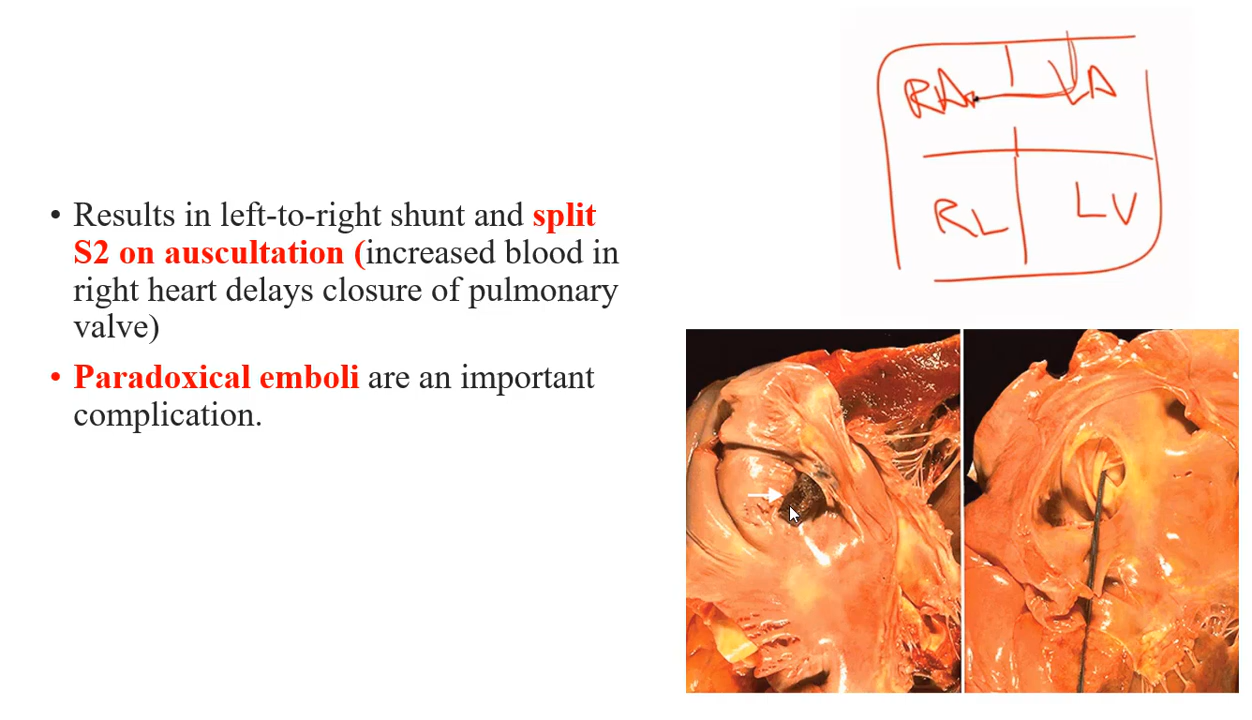 • Results in left-to-right shunt and split
S2 on auscultation (increased blood in
right heart delays closure of pulmonary
valve)
• Paradoxical emboli are an important
complication.
RA LA
RL LV